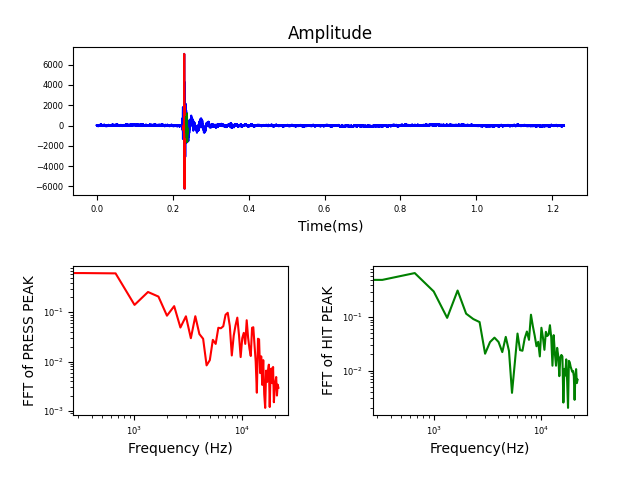 Amplitude
6000
4000
2000
0
−2000
−4000
−6000
0.0 0.2 0.4 0.6 0.8 1.0 1.2
Time(ms)
FFT of PRESS PEAK
10⁻¹
10⁻²
10⁻³
10³ 10⁴
Frequency (Hz)
FFT of HIT PEAK
10⁻¹
10⁻²
10³ 10⁴
Frequency(Hz)